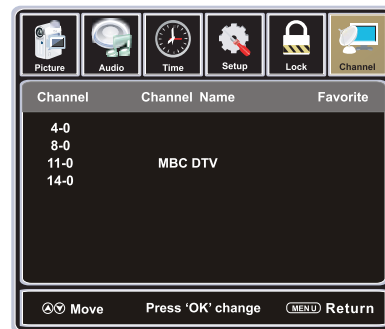 Picture Audio Time Setup Lock Channel
Channel Channel Name Favorite
4-0
8-0
11-0 MBC DTV
14-0
Move Press ‘OK’ change MENU Return